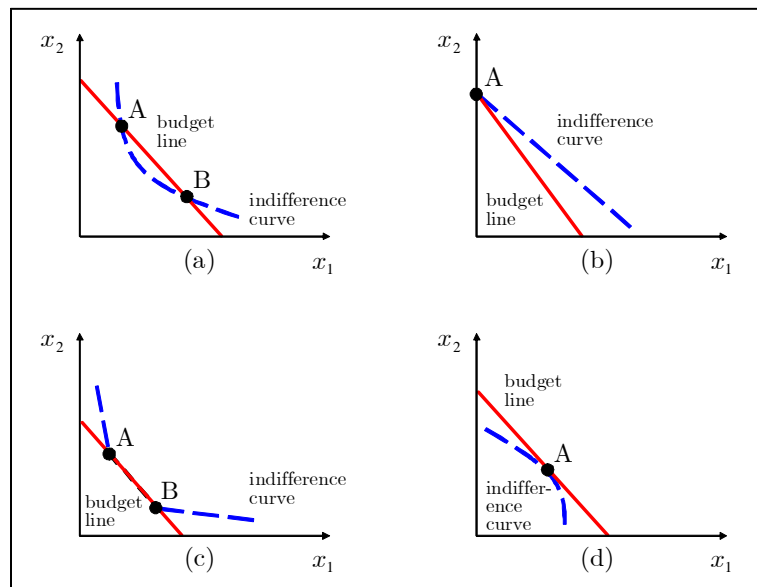 x2
A
budget
line
B
indifference
curve
(a)
x1
x2
A
indifference
curve
budget
line
(b)
x1
x2
A
B
budget
line
indifference
curve
(c)
x1
x2
budget
line
A
indiffer-
ence curve
(d)
x1